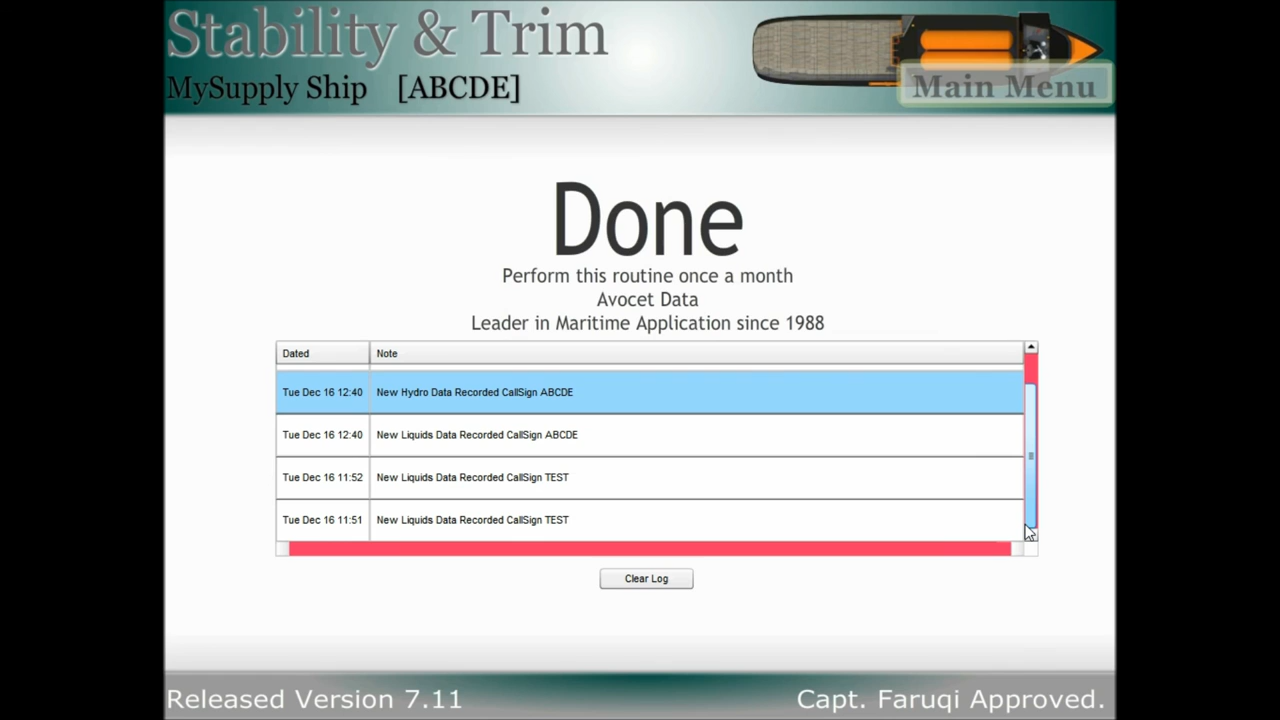 Stability & Trim
MySupply Ship [ABCDE]
Main Menu
Done
Perform this routine once a month
Avocet Data
Leader in Maritime Application since 1988
Dated Note
Tue Dec 16 12:40 New Hydro Data Recorded CallSign ABCDE
Tue Dec 16 12:40 New Liquids Data Recorded CallSign ABCDE
Tue Dec 16 11:52 New Liquids Data Recorded CallSign TEST
Tue Dec 16 11:51 New Liquids Data Recorded CallSign TEST
Clear Log
Released Version 7.11 Capt. Faruqi Approved.